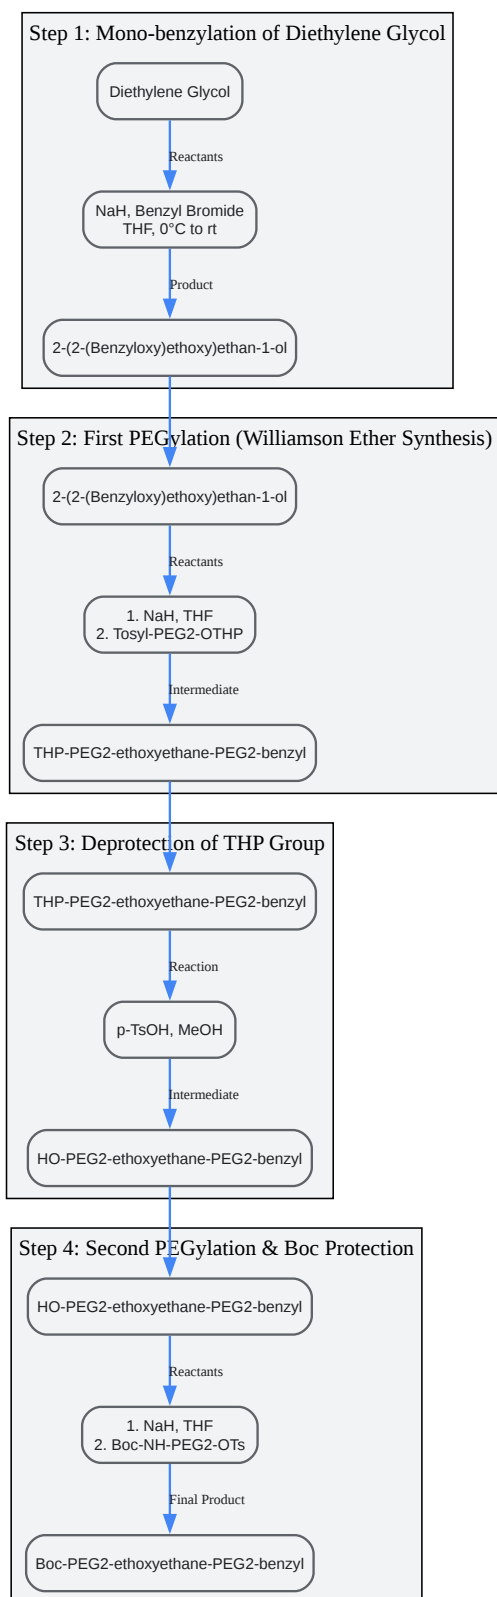 Step 1: Mono-benzylation of Diethylene Glycol
Diethylene Glycol
Reactants
NaH, Benzyl Bromide
THF, 0°C to rt
Product
2-(2-(Benzyloxy)ethoxy)ethan-1-ol
Step 2: First PEGylation (Williamson Ether Synthesis)
2-(2-(Benzyloxy)ethoxy)ethan-1-ol
Reactants
1. NaH, THF
2. Tosyl-PEG2-OTHP
Intermediate
THP-PEG2-ethoxyethane-PEG2-benzyl
Step 3: Deprotection of THP Group
THP-PEG2-ethoxyethane-PEG2-benzyl
Reaction
p-TsOH, MeOH
Intermediate
HO-PEG2-ethoxyethane-PEG2-benzyl
Step 4: Second PEGylation & Boc Protection
HO-PEG2-ethoxyethane-PEG2-benzyl
Reactants
1. NaH, THF
2. Boc-NH-PEG2-OTs
Final Product
Boc-PEG2-ethoxyethane-PEG2-benzyl